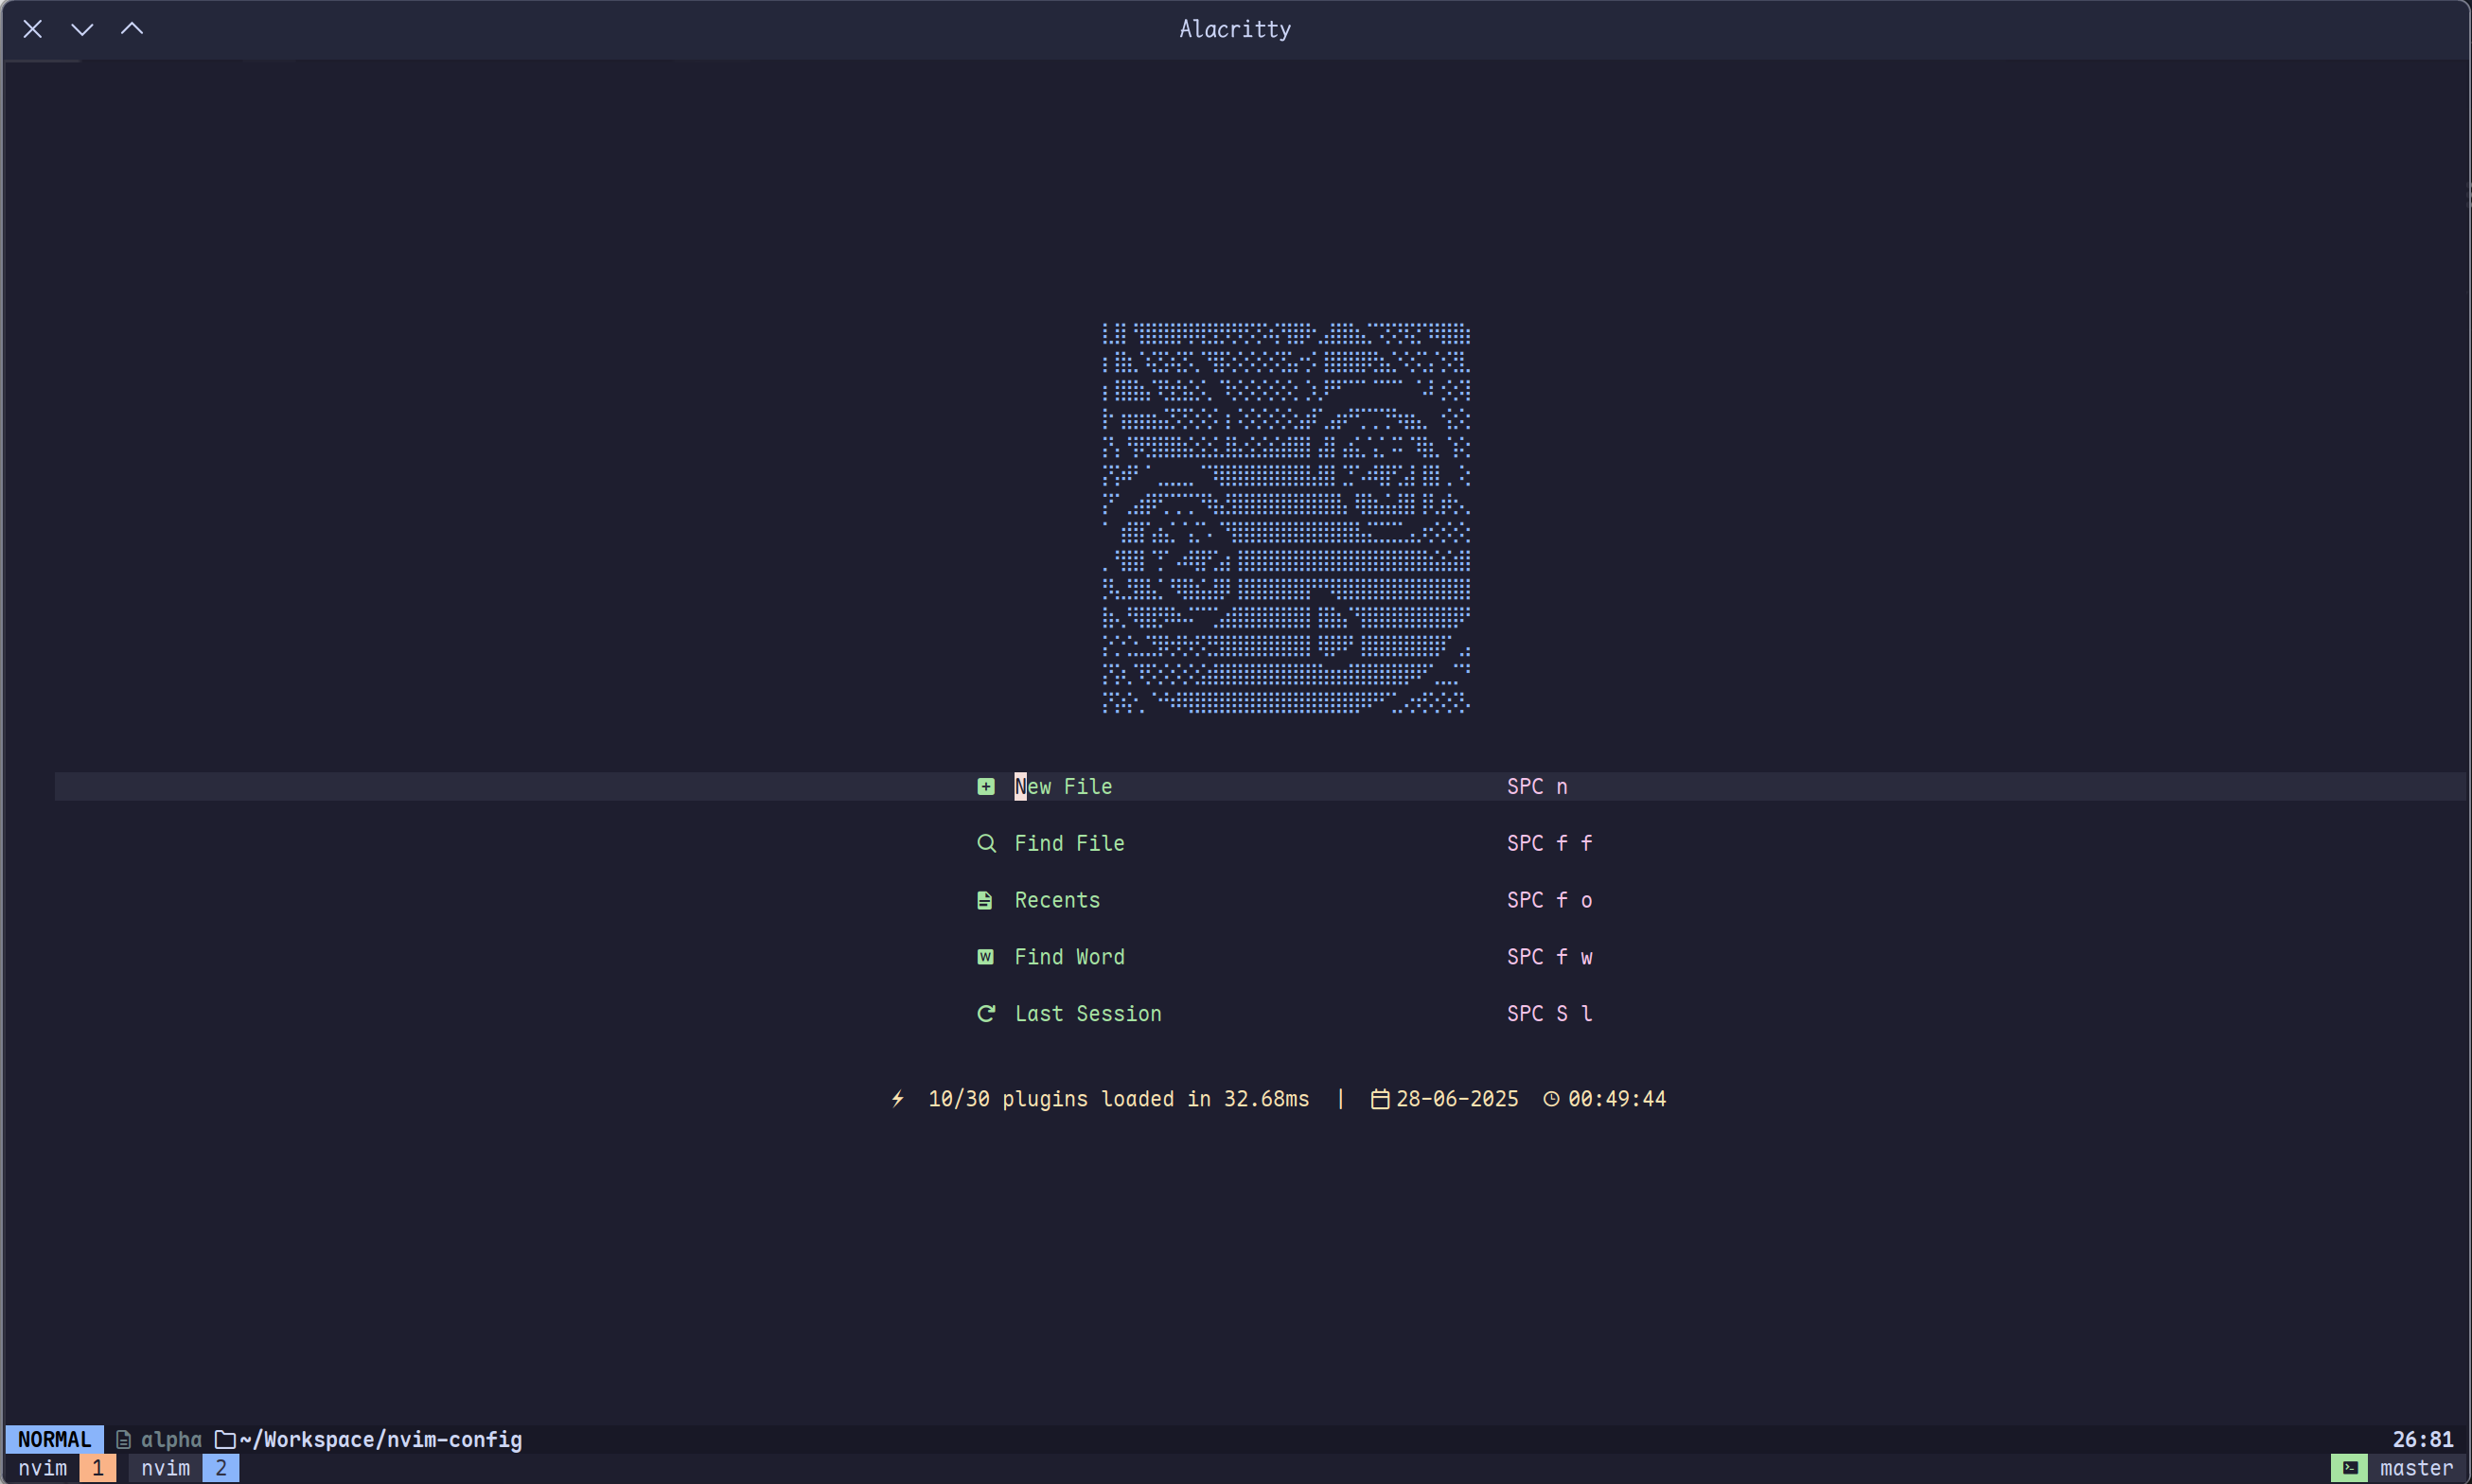 Alacritty
New File SPC n
Find File SPC f f
Recents SPC f o
Find Word SPC f w
Last Session SPC S l
10/30 plugins loaded in 32.68ms | 28-06-2025 00:49:44
NORMAL alpha ~/Workspace/nvim-config 26:81
nvim 1 nvim 2 master